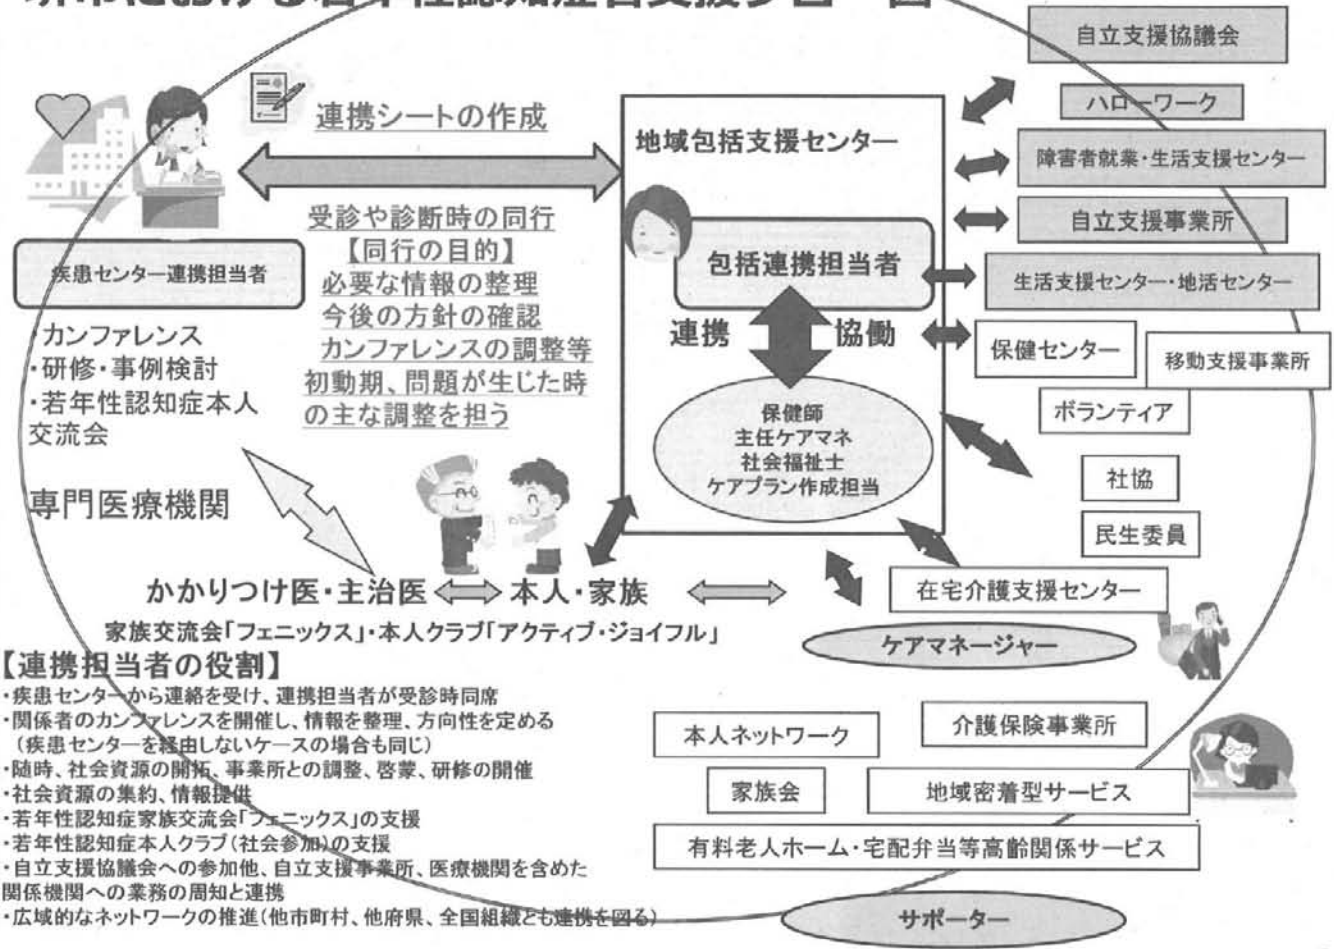 における若年性認知症者支援
連携シートの作成
受診や診断時の同行
【同行の目的】
必要な情報の整理
今後の方針の確認
カンファレンスの調整等
初動期、問題が生じた時
の主な調整を担う
疾患センター連携担当者
・カンファレンス
・研修・事例検討
・若年性認知症本人
交流会
専門医療機関
地域包括支援センター
包括連携担当者
連携 協働
保健師
主任ケアマネ
社会福祉士
ケアプラン作成担当
自立支援協議会
ハローワーク
障害者就業・生活支援センター
自立支援事業所
生活支援センター・地活センター
保健センター
移動支援事業所
ボランティア
社協
民生委員
在宅介護支援センター
ケアマネージャー
かかりつけ医・主治医 本人・家族
家族交流会「フェニックス」・本人クラブ「アクティブ・ジョイフル」
【連携担当者の役割】
・疾患センターから連絡を受け、連携担当者が受診時同席
・関係者のカンファレンスを開催し、情報を整理、方向性を定める
(疾患センターを経由しないケースの場合も同じ)
・随時、社会資源の開拓、事業所との調整、啓蒙、研修の開催
・社会資源の集約、情報提供
・若年性認知症家族交流会「フェニックス」の支援
・若年性認知症本人クラブ(社会参加)の支援
・自立支援協議会への参加他、自立支援事業所、医療機関を含めた
関係機関への業務の周知と連携
・広域的なネットワークの推進(他市町村、他府県、全国組織とも連携を図る)
本人ネットワーク
介護保険事業所
家族会
地域密着型サービス
有料老人ホーム・宅配弁当等高齢関係サービス
サポーター